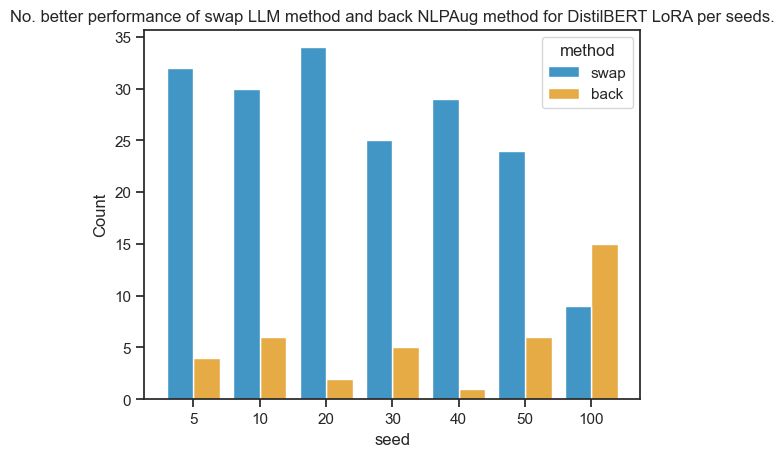 No. better performance of swap LLM method and back NLPAug method for DistilBERT LoRA per seeds.
method
swap
back
Count
35
30
25
20
15
10
5
0
5 10 20 30 40 50 100
seed